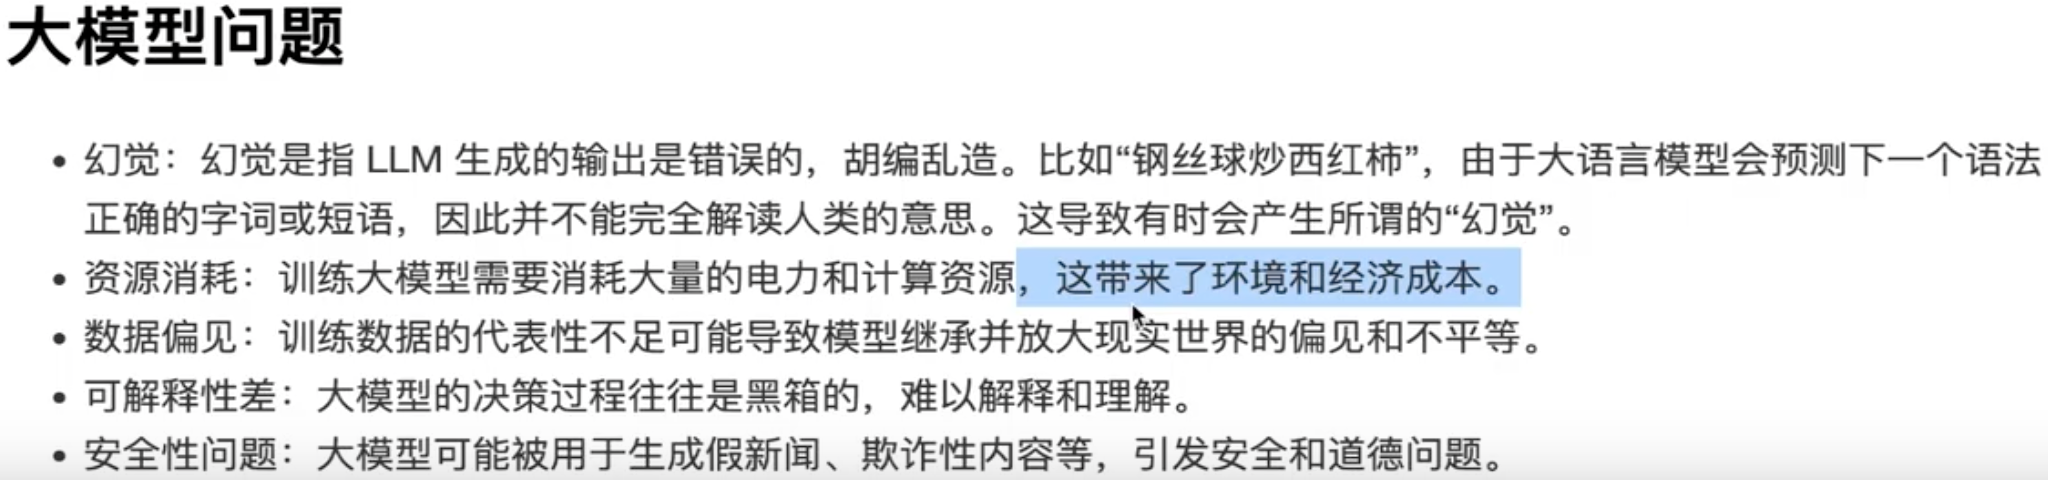 大模型问题
• 幻觉：幻觉是指 LLM 生成的输出是错误的，胡编乱造。比如“钢丝球炒西红柿”，由于大语言模型会预测下一个语法
正确的字词或短语，因此并不能完全解读人类的意思。这导致有时会产生所谓的“幻觉”。
• 资源消耗：训练大模型需要消耗大量的电力和计算资源，这带来了环境和经济成本。
• 数据偏见：训练数据的代表性不足可能导致模型继承并放大现实世界的偏见和不平等。
• 可解释性差：大模型的决策过程往往是黑箱的，难以解释和理解。
• 安全性问题：大模型可能被用于生成假新闻、欺诈性内容等，引发安全和道德问题。